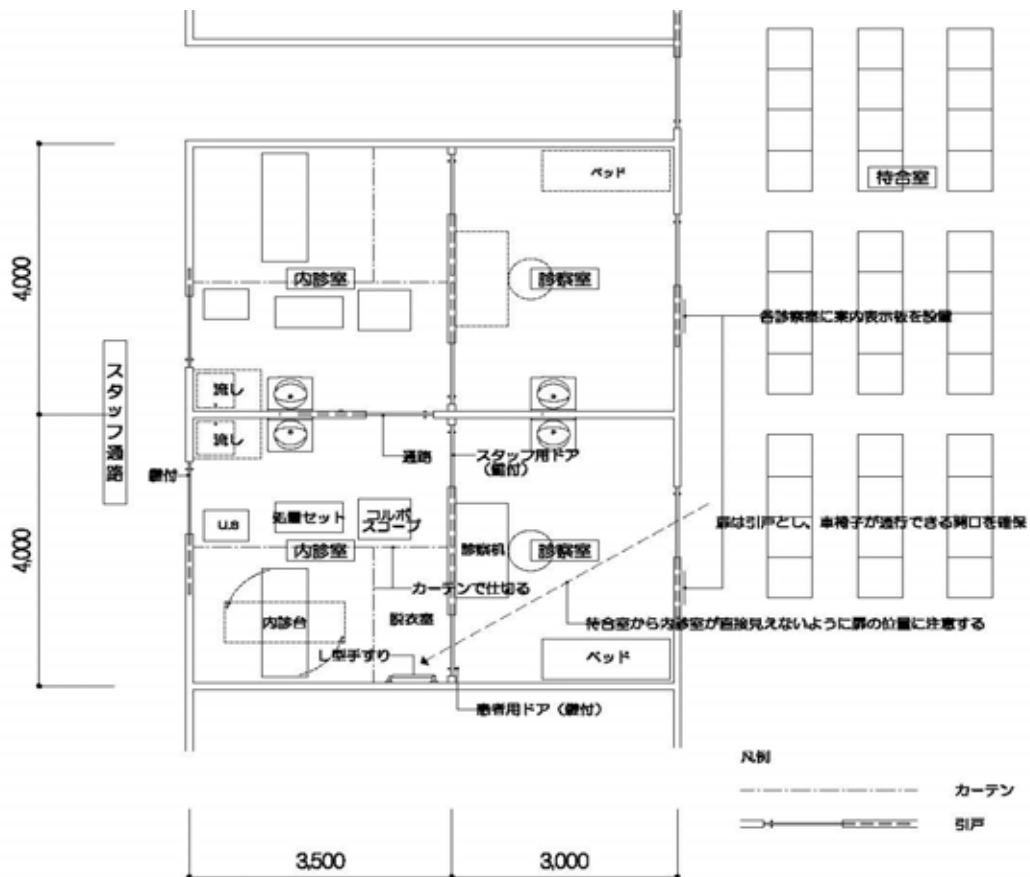 ベッド
待合室
4,000
内診室
診察室
各診察室に案内表示板を設置
流し
スタッフ通路
流し
通路
スタッフ用ドア
（鍵付）
鍵付
U.S
処置セット
コルポ
スコープ
扉は引戸とし、車椅子が通行できる開口を確保
4,000
内診室
診察机
診察室
カーテンで仕切る
内診台
脱衣室
待合室から内診室が直接見えないように扉の位置に注意する
L型手すり
ベッド
患者用ドア（鍵付）
凡例
カーテン
引戸
3,500
3,000